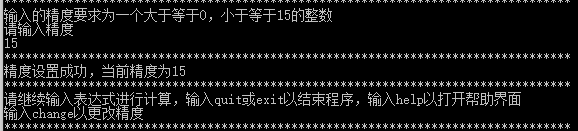 输入的精度要求为一个大于等于0，小于等于15的整数
请输入精度
15
*********************************************************************************
精度设置成功，当前精度为15
*********************************************************************************
请继续输入表达式进行计算，输入quit或exit以结束程序，输入help以打开帮助界面
输入change以更改精度
*********************************************************************************